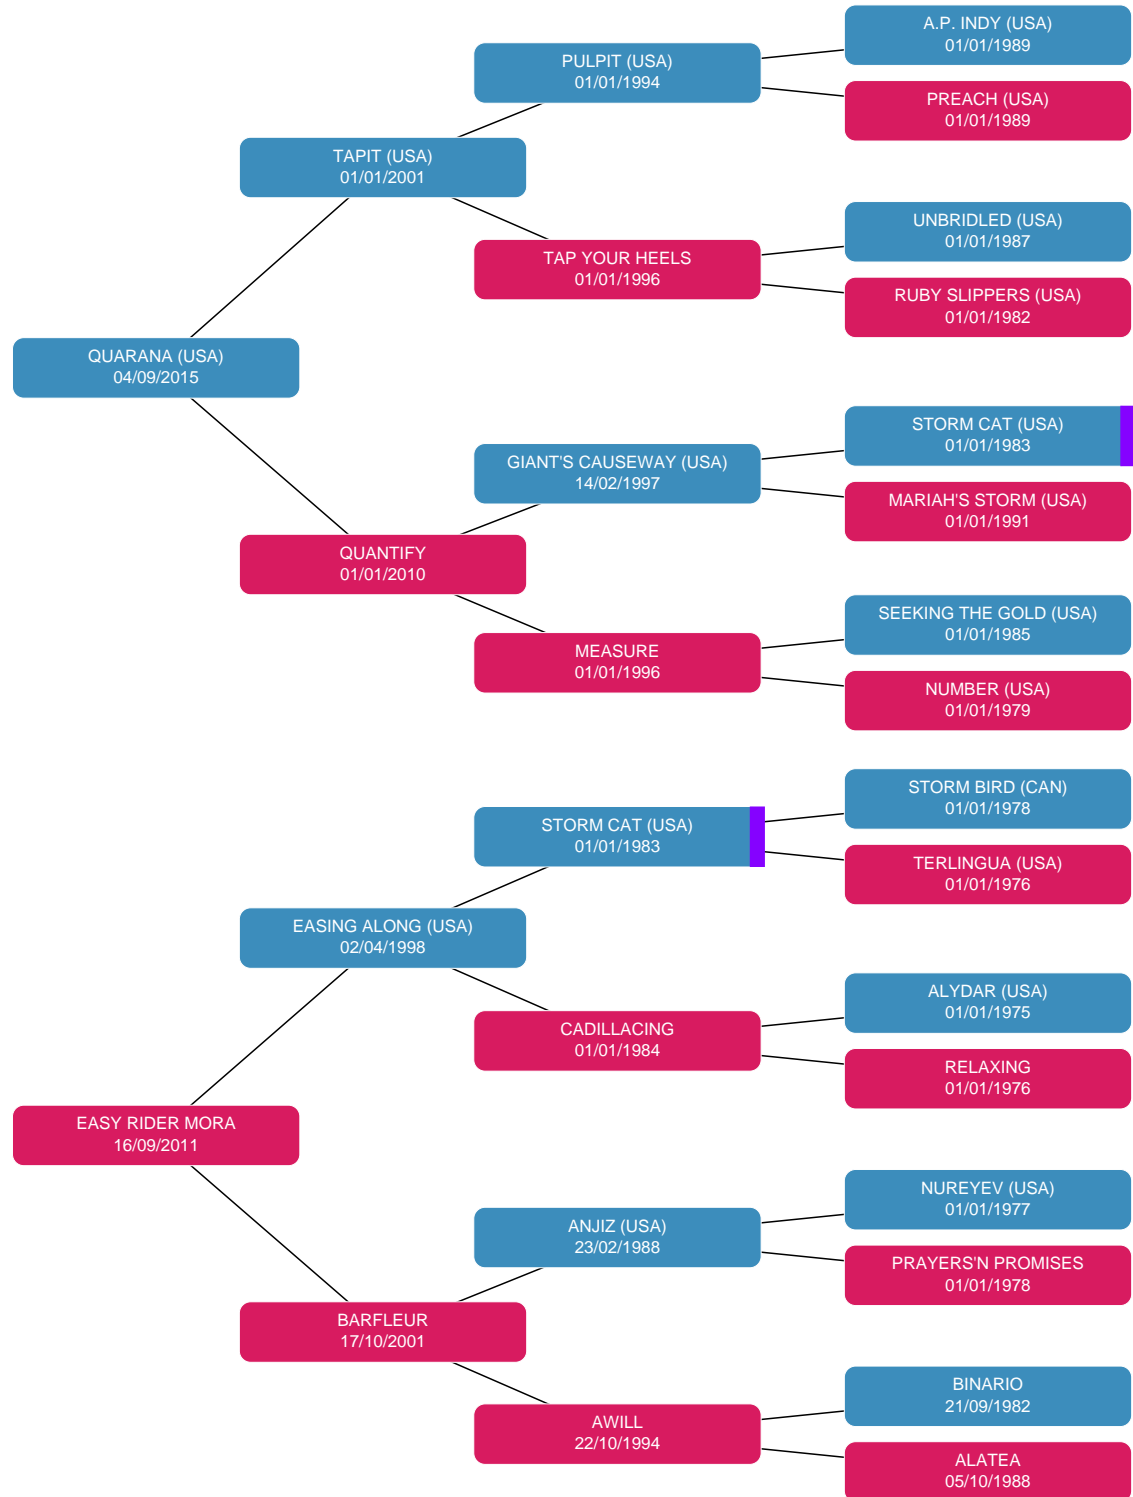 A.P. INDY (USA)
01/01/1989
PULPIT (USA)
01/01/1994
PREACH (USA)
01/01/1989
TAPIT (USA)
01/01/2001
UNBRIDLED (USA)
01/01/1987
TAP YOUR HEELS
01/01/1996
RUBY SLIPPERS (USA)
01/01/1982
QUARANA (USA)
04/09/2015
STORM CAT (USA)
01/01/1983
GIANT'S CAUSEWAY (USA)
14/02/1997
MARIAH'S STORM (USA)
01/01/1991
QUANTIFY
01/01/2010
SEEKING THE GOLD (USA)
01/01/1985
MEASURE
01/01/1996
NUMBER (USA)
01/01/1979
STORM BIRD (CAN)
01/01/1978
STORM CAT (USA)
01/01/1983
TERLINGUA (USA)
01/01/1976
EASING ALONG (USA)
02/04/1998
ALYDAR (USA)
01/01/1975
CADILLACING
01/01/1984
RELAXING
01/01/1976
EASY RIDER MORA
16/09/2011
NUREYEV (USA)
01/01/1977
ANJIZ (USA)
23/02/1988
PRAYERS'N PROMISES
01/01/1978
BARFLEUR
17/10/2001
BINARIO
21/09/1982
AWILL
22/10/1994
ALATEA
05/10/1988